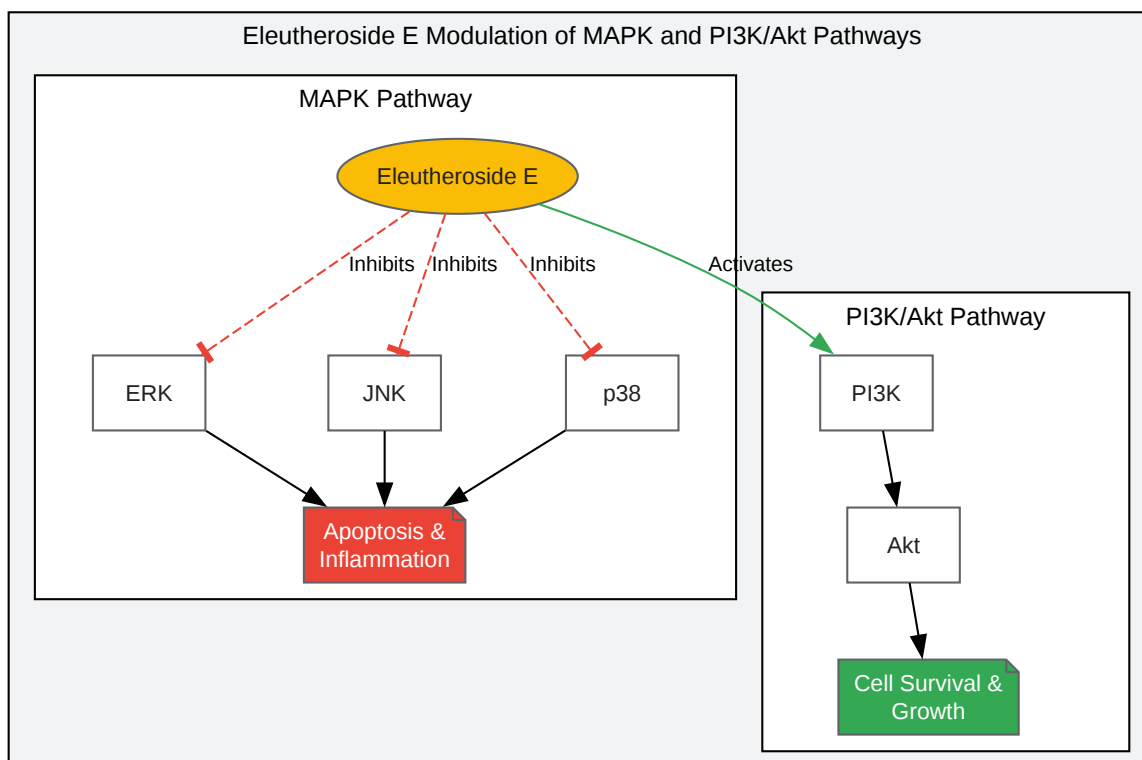 Eleutheroside E Modulation of MAPK and PI3K/Akt Pathways
MAPK Pathway
Eleutheroside E
Inhibits
Inhibits
Inhibits
Activates
PI3K/Akt Pathway
ERK
JNK
p38
PI3K
Apoptosis &
Inflammation
Akt
Cell Survival &
Growth